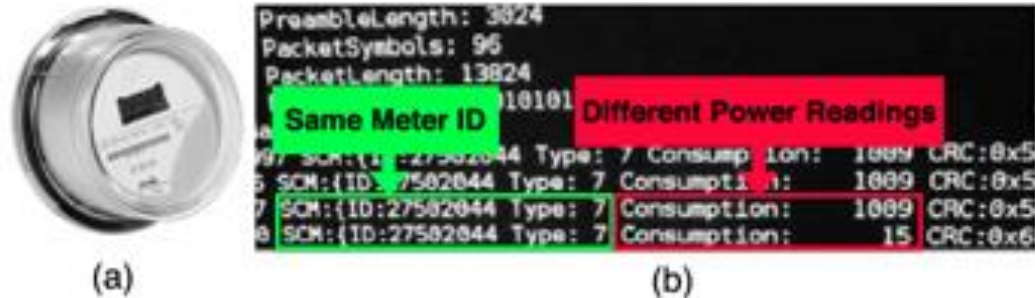 PreambleLength: 3024
PacketSymbols: 96
PacketLength: 13824
010101
Same Meter ID
Different Power Readings
SCM:{ID:27502044 Type: 7 Consumption: 1009 CRC:0x5
SCM:{ID:27502044 Type: 7 Consumption: 1009 CRC:0x5
7 SCM:{ID:27502044 Type: 7 Consumption: 1009 CRC:0x5
SCM:{ID:27502044 Type: 7 Consumption: 15 CRC:0x6
(a)
(b)